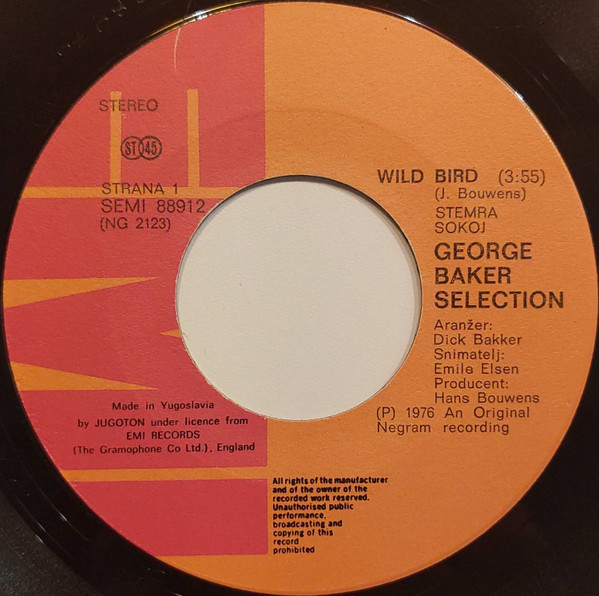 STEREO
ST 45
STRANA 1
SEMI 88912
(NG 2123)
WILD BIRD (3:55)
(J. Bouwens)
STEMRA
SOKOJ
GEORGE
BAKER
SELECTION
Aranžer:
Dick Bakker
Snimatelj:
Emile Elsen
Producent:
Hans Bouwens
(P) 1976 An Original
Negram recording
Made in Yugoslavia
by JUGOTON under licence from
EMI RECORDS
(The Gramophone Co Ltd.), England
All rights of the manufacturer
and of the owner of the
recorded work reserved.
Unauthorised public
performance,
broadcasting and
copying of this
record
prohibited